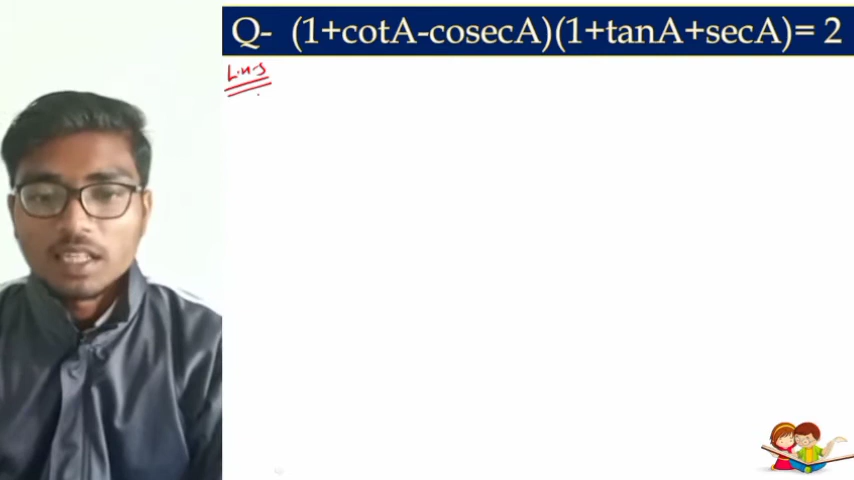 Q- (1+cotA-cosecA)(1+tanA+secA)= 2
L.H.S